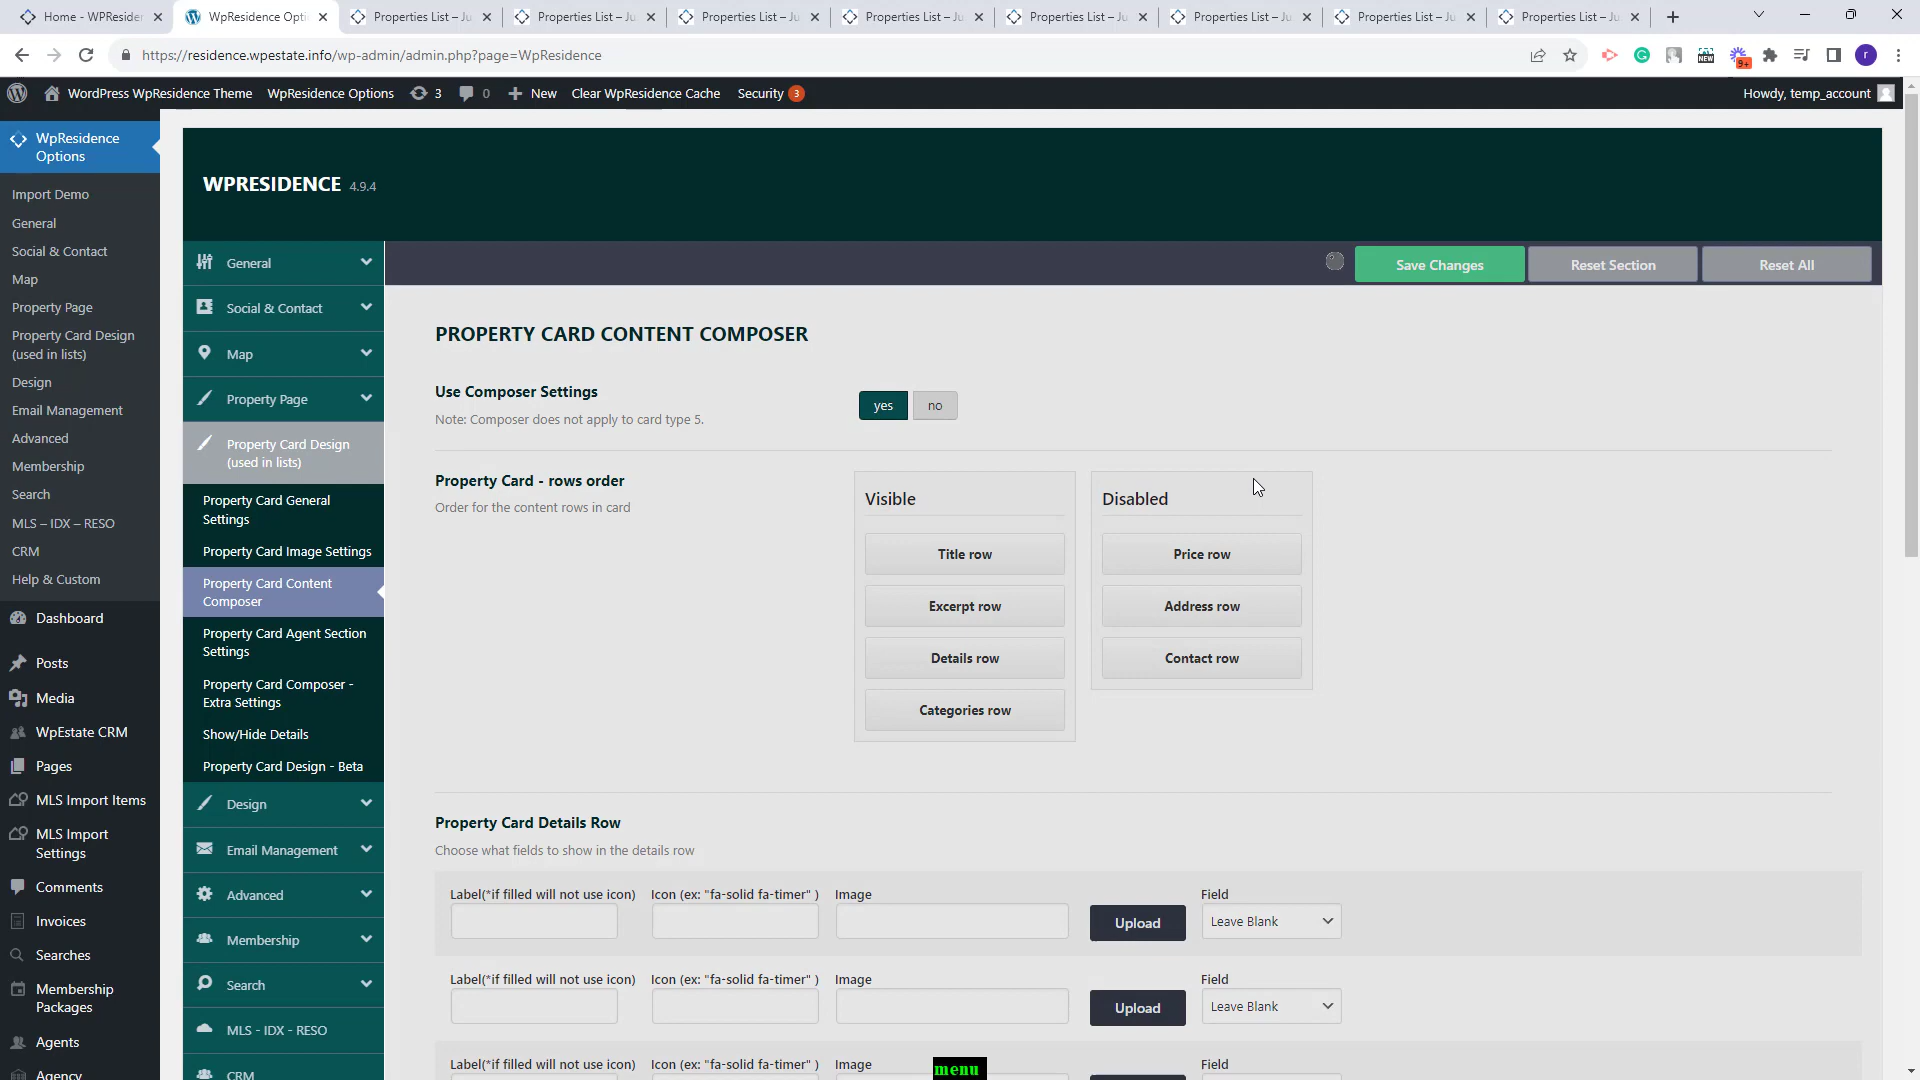 Home - WPReside
WpResidence Opti
Properties List – Ju
Properties List – Ju
Properties List – Ju
Properties List – Ju
Properties List – Ju
Properties List – Ju
Properties List – Ju
Properties List – Ju
https://residence.wpestate.info/wp-admin/admin.php?page=WpResidence
NEW
9+
r
WordPress WpResidence Theme
WpResidence Options
3
0
New
Clear WpResidence Cache
Security 3
Howdy, temp_account
WpResidence
Options
Import Demo
General
Social & Contact
Map
Property Page
Property Card Design
(used in lists)
Design
Email Management
Advanced
Membership
Search
MLS – IDX – RESO
CRM
Help & Custom
Dashboard
Posts
Media
WpEstate CRM
Pages
MLS Import Items
MLS Import
Settings
Comments
Invoices
Searches
Membership
Packages
Agents
Agency
WPRESIDENCE 4.9.4
General
Social & Contact
Map
Property Page
Property Card Design
(used in lists)
Property Card General
Settings
Property Card Image Settings
Property Card Content
Composer
Property Card Agent Section
Settings
Property Card Composer -
Extra Settings
Show/Hide Details
Property Card Design - Beta
Design
Email Management
Advanced
Membership
Search
MLS - IDX - RESO
CRM
Save Changes
Reset Section
Reset All
PROPERTY CARD CONTENT COMPOSER
Use Composer Settings
Note: Composer does not apply to card type 5.
yes
no
Property Card - rows order
Order for the content rows in card
Visible
Title row
Excerpt row
Details row
Categories row
Disabled
Price row
Address row
Contact row
Property Card Details Row
Choose what fields to show in the details row
Label(*if filled will not use icon)
Icon (ex: "fa-solid fa-timer" )
Image
Upload
Field
Leave Blank
Label(*if filled will not use icon)
Icon (ex: "fa-solid fa-timer" )
Image
Upload
Field
Leave Blank
Label(*if filled will not use icon)
Icon (ex: "fa-solid fa-timer" )
Image
Field
menu